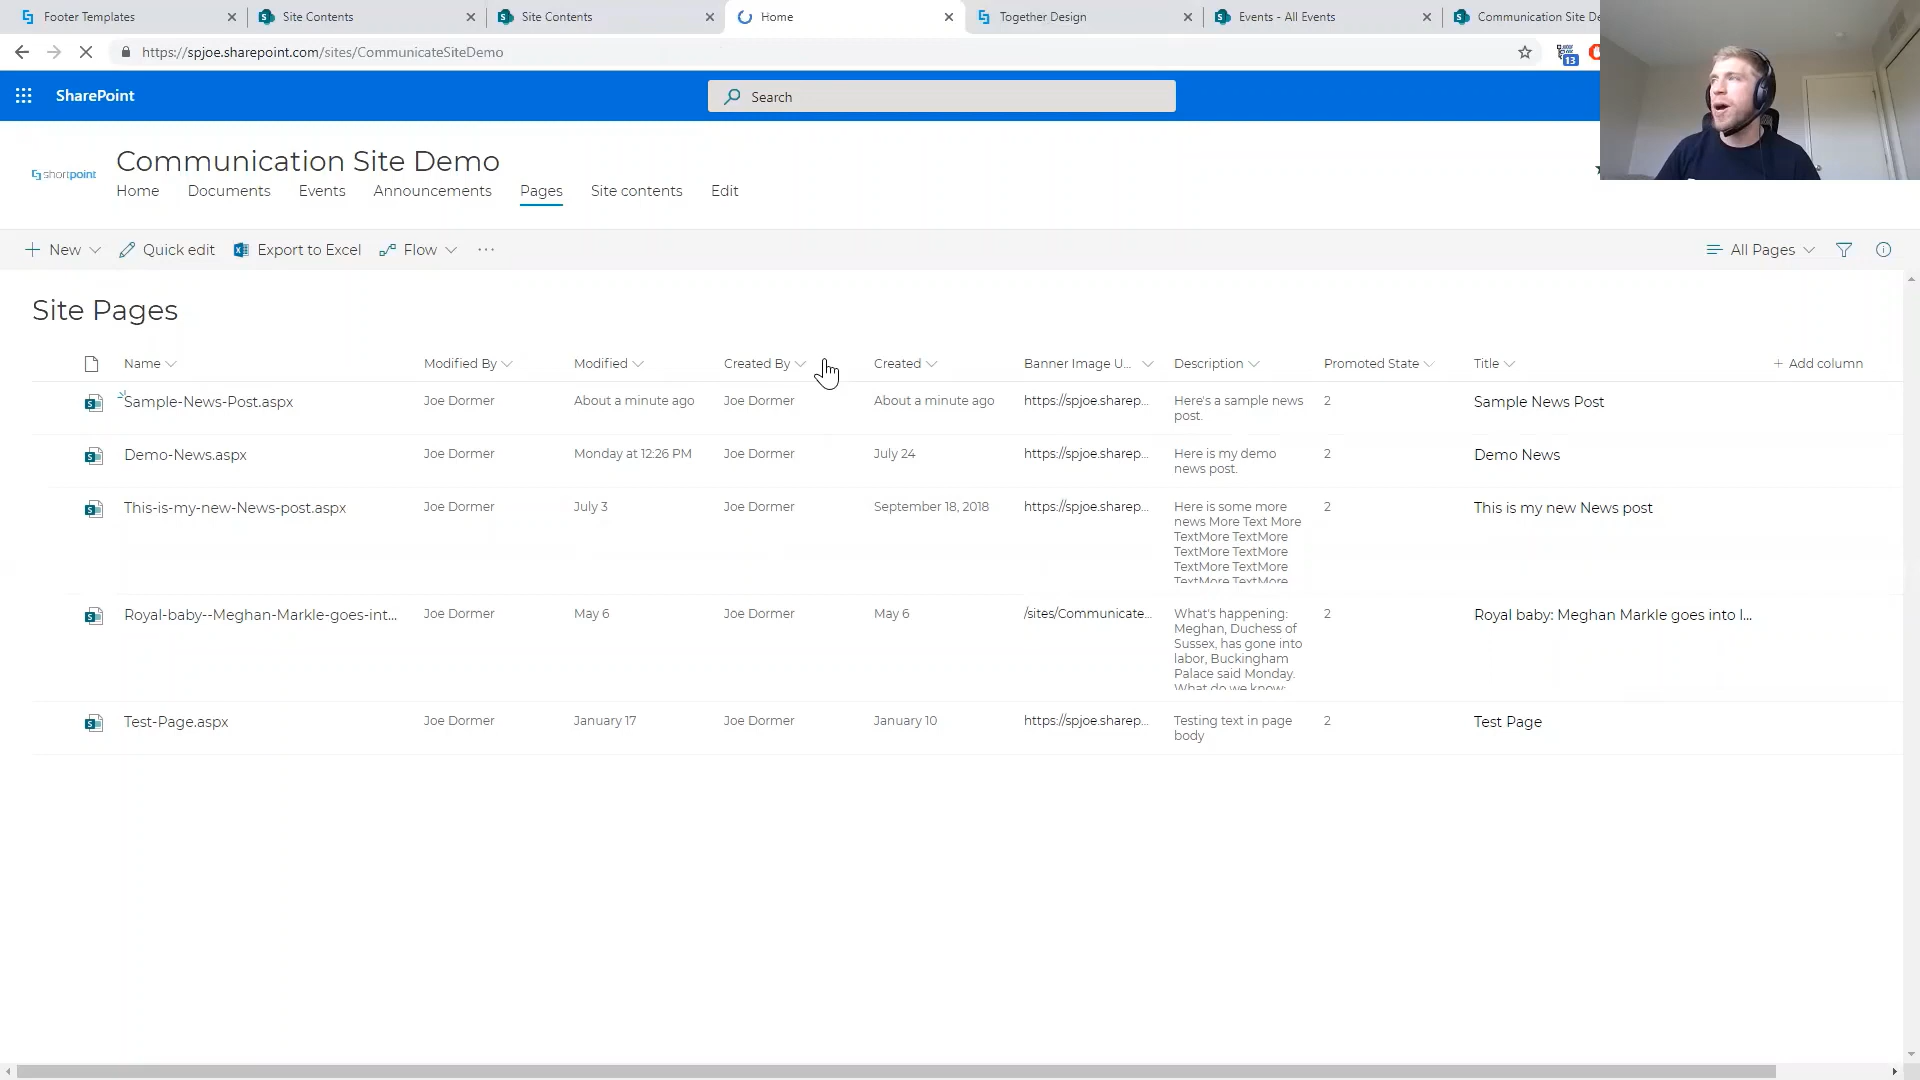 Footer Templates
Site Contents
Site Contents
Home
Together Design
Events - All Events
Communication Site De
https://spjoe.sharepoint.com/sites/CommunicateSiteDemo
13
SharePoint
Search
shortpoint
Communication Site Demo
Home Documents Events Announcements Pages Site contents Edit
New Quick edit Export to Excel Flow ... All Pages
Site Pages
Name Modified By Modified Created By Created Banner Image U... Description Promoted State Title + Add column
Sample-News-Post.aspx Joe Dormer About a minute ago Joe Dormer About a minute ago https://spjoe.sharep... Here's a sample news 2 Sample News Post
post.
Demo-News.aspx Joe Dormer Monday at 12:26 PM Joe Dormer July 24 https://spjoe.sharep... Here is my demo 2 Demo News
news post.
This-is-my-new-News-post.aspx Joe Dormer July 3 Joe Dormer September 18, 2018 https://spjoe.sharep... Here is some more 2 This is my new News post
news More Text More
TextMore TextMore
TextMore TextMore
TextMore TextMore
TextMore TextMore
Royal-baby--Meghan-Markle-goes-int... Joe Dormer May 6 Joe Dormer May 6 /sites/Communicate... What's happening: 2 Royal baby: Meghan Markle goes into l...
Meghan, Duchess of
Sussex, has gone into
labor, Buckingham
Palace said Monday.
What do we know:
Test-Page.aspx Joe Dormer January 17 Joe Dormer January 10 https://spjoe.sharep... Testing text in page 2 Test Page
body